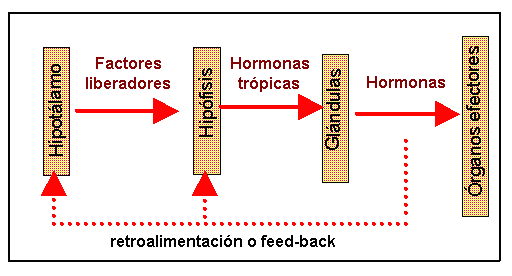 Hipotálamo
Factores
liberadores
Hipófisis
Hormonas
trópicas
Glándulas
Hormonas
Órganos efectores
retroalimentación o feed-back